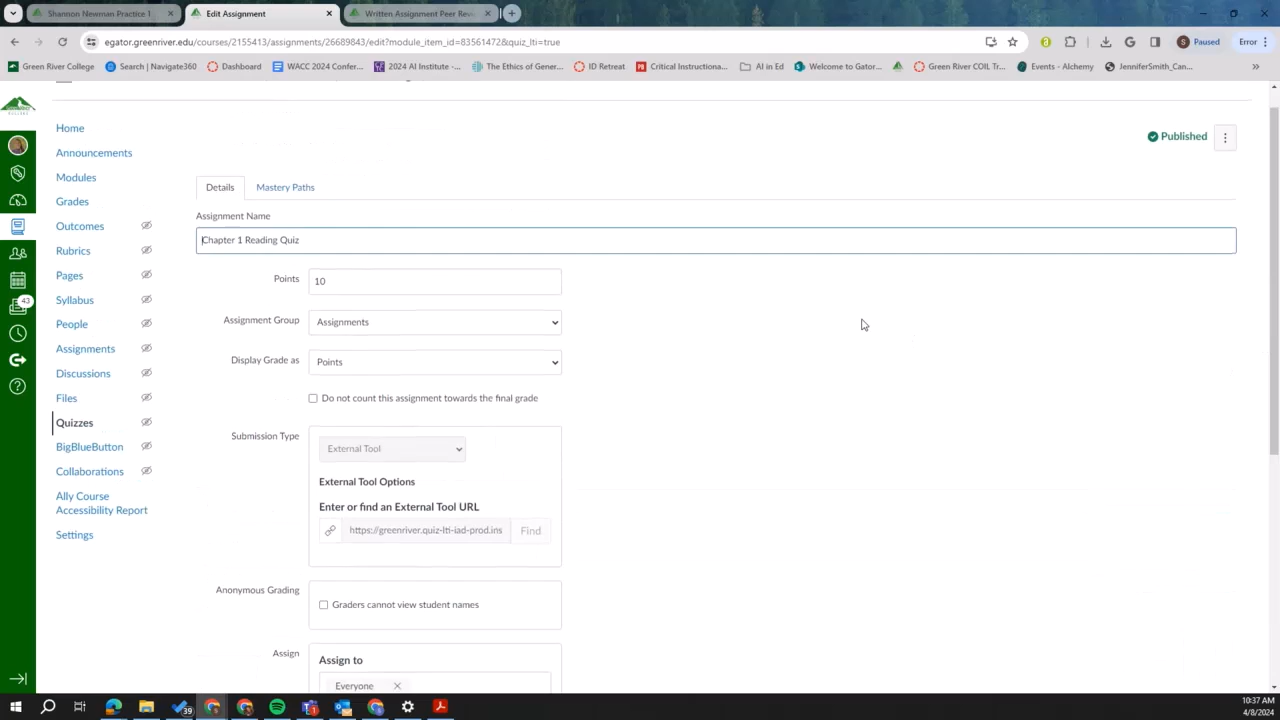 Shannon Newman Practice 1
Edit Assignment
Written Assignment Peer Revi
egator.greenriver.edu/courses/2155413/assignments/26689843/edit?module_item_id=83561472&quiz_lti=true
S Paused
Error
Green River College
Search | Navigate360
Dashboard
WACC 2024 Confer...
2024 AI Institute -...
The Ethics of Gener...
ID Retreat
Critical Instructiona...
AI in Ed
Welcome to Gator...
Green River COIL Tr...
Events - Alchemy
JenniferSmith_Can...
Home
Announcements
Modules
Grades
Outcomes
Rubrics
Pages
Syllabus
People
Assignments
Discussions
Files
Quizzes
BigBlueButton
Collaborations
Ally Course
Accessibility Report
Settings
43
Published
Details
Mastery Paths
Assignment Name
Chapter 1 Reading Quiz
Points
10
Assignment Group
Assignments
Display Grade as
Points
Do not count this assignment towards the final grade
Submission Type
External Tool
External Tool Options
Enter or find an External Tool URL
https://greenriver.quiz-lti-iad-prod.ins
Find
Anonymous Grading
Graders cannot view student names
Assign
Assign to
Everyone
39
10:37 AM
4/8/2024